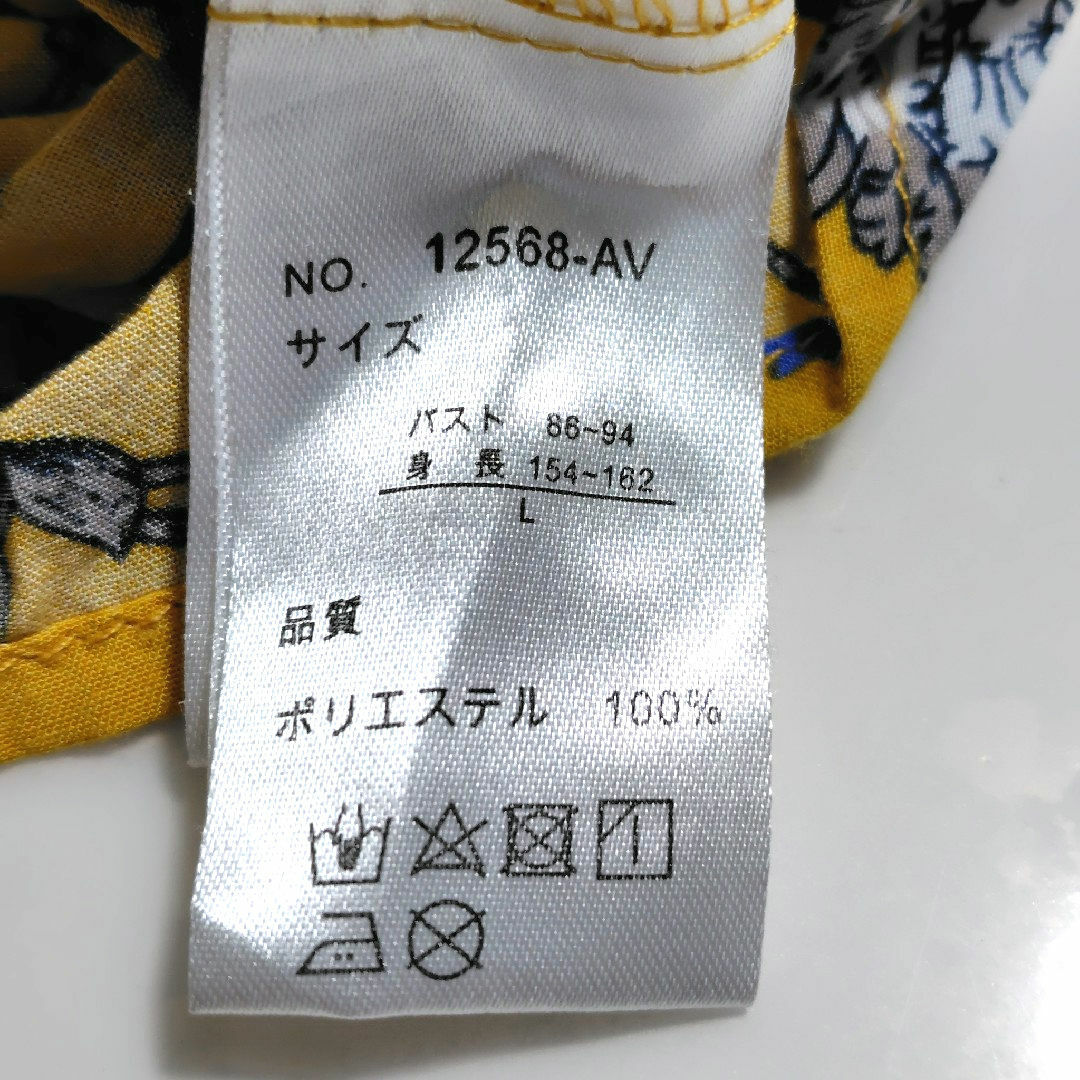 NO. 12568-AV
サイズ
バスト 86~94
身 長 154~162
L
品質
ポリエステル 100%